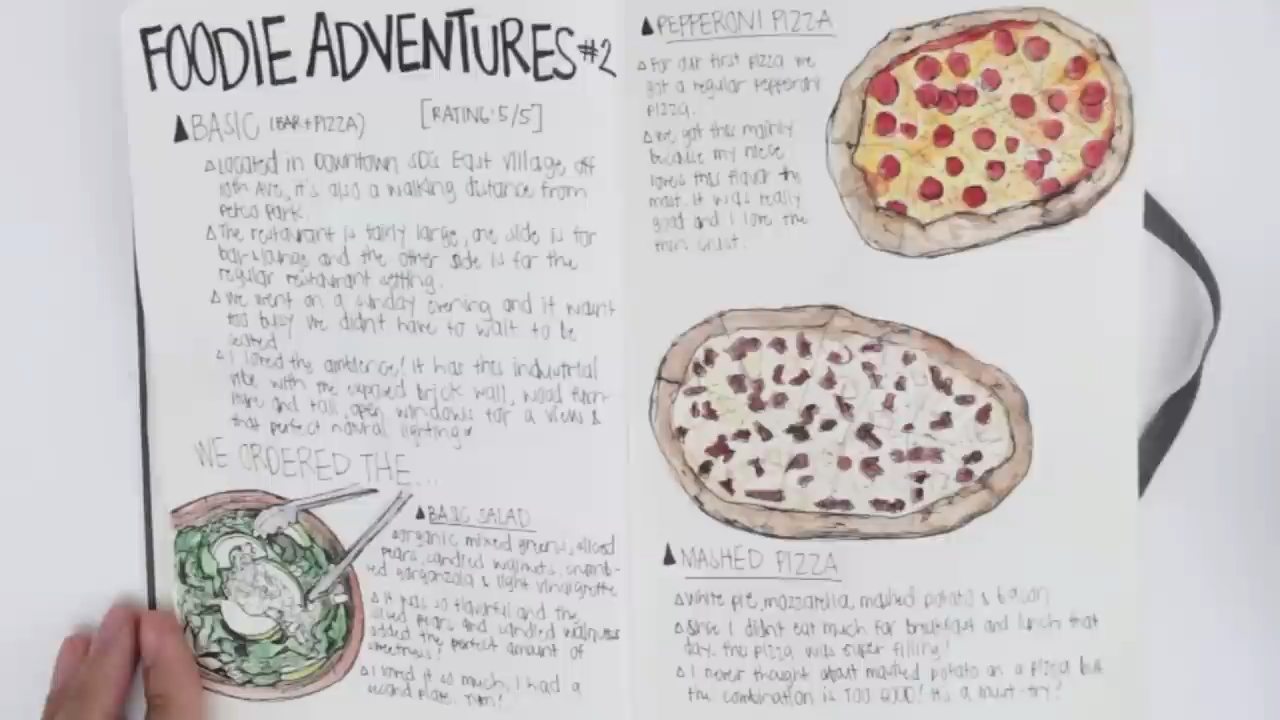 FOODIE ADVENTURES #2
BASIC (BAR + PIZZA) [RATING: 5/5]
Located in Downtown SD's East Village off
10th Ave, it's also a walking distance from
Petco Park.
The restaurant is fairly large, one side is for
bar + lounge and the other side is for the
regular restaurant setting.
We went on a Sunday evening and it wasn't
too busy we didn't have to wait to be
seated.
I loved the ambience! it has this industrial
vibe with the exposed brick wall, wood furn-
iture and tall, open windows for a view &
that perfect natural lighting
WE ORDERED THE...
BASIC SALAD
organic mixed greens, sliced
pears, candied walnuts, crumb-
led gorgonzola & light vinaigrette
It was so flavorful and the
sliced pears and candied walnuts
added the perfect amount of
sweetness!
I loved it so much, I had a
second plate. Yum!
PEPPERONI PIZZA
For our first pizza we
got a regular pepperoni
pizza.
We got this mainly
because my niece
loves this flavor the
most. It was really
good and I love the
thin crust.
MASHED PIZZA
White pie, mozzarella, mashed potato & bacon
Since I didn't eat much for breakfast and lunch that
day, this pizza was super filling!
I never thought about mashed potato on a pizza but
the combination is TOO GOOD! It's a must-try!